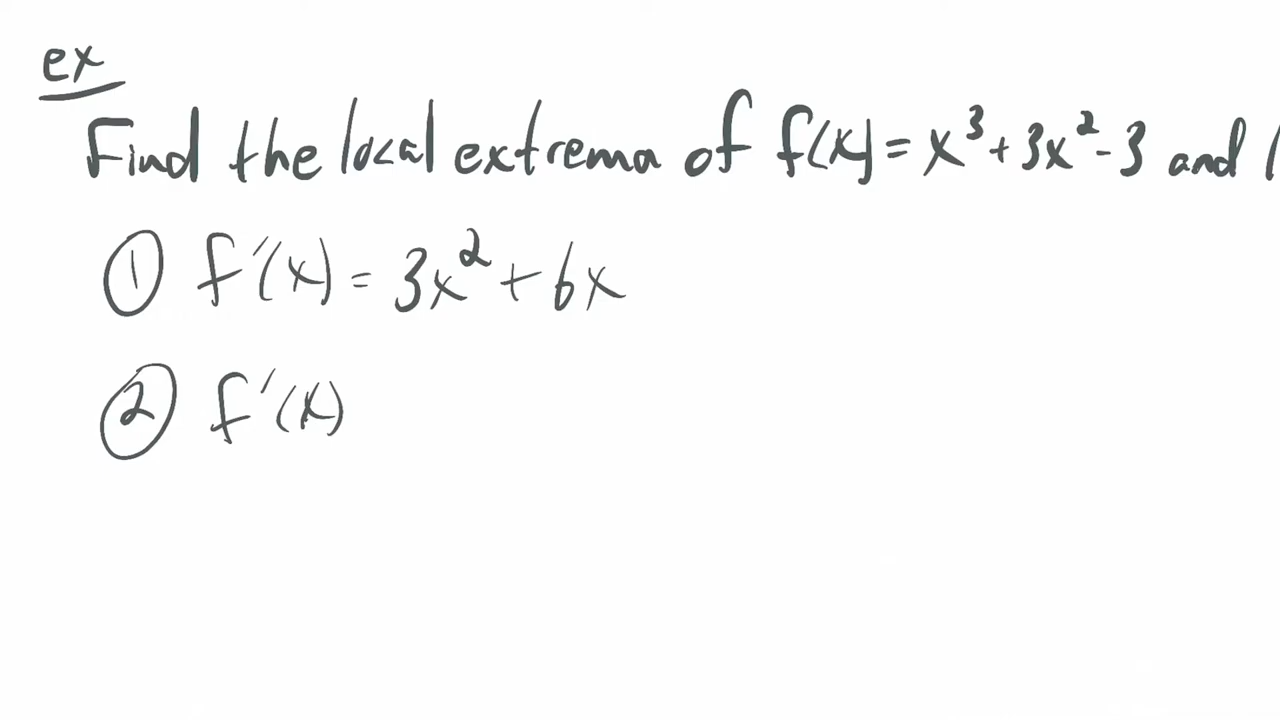 ex
Find the local extrema of f(x) = x³ + 3x² - 3 and
① f'(x) = 3x² + 6x
② f'(x)